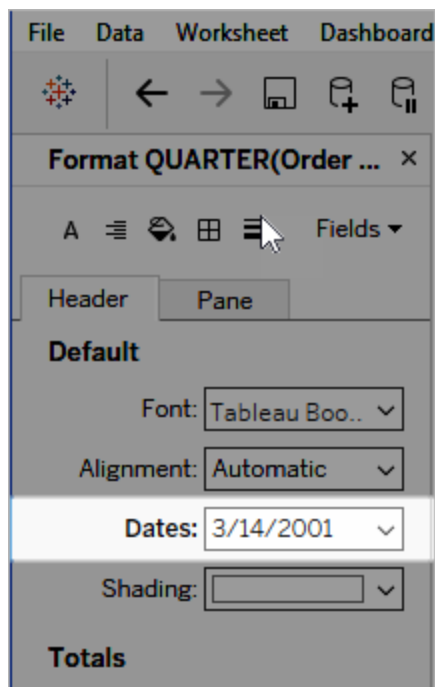 File Data Worksheet Dashboard
Format QUARTER(Order ... ×
A Fields
Header Pane
Default
Font: Tableau Boo..
Alignment: Automatic
Dates: 3/14/2001
Shading:
Totals